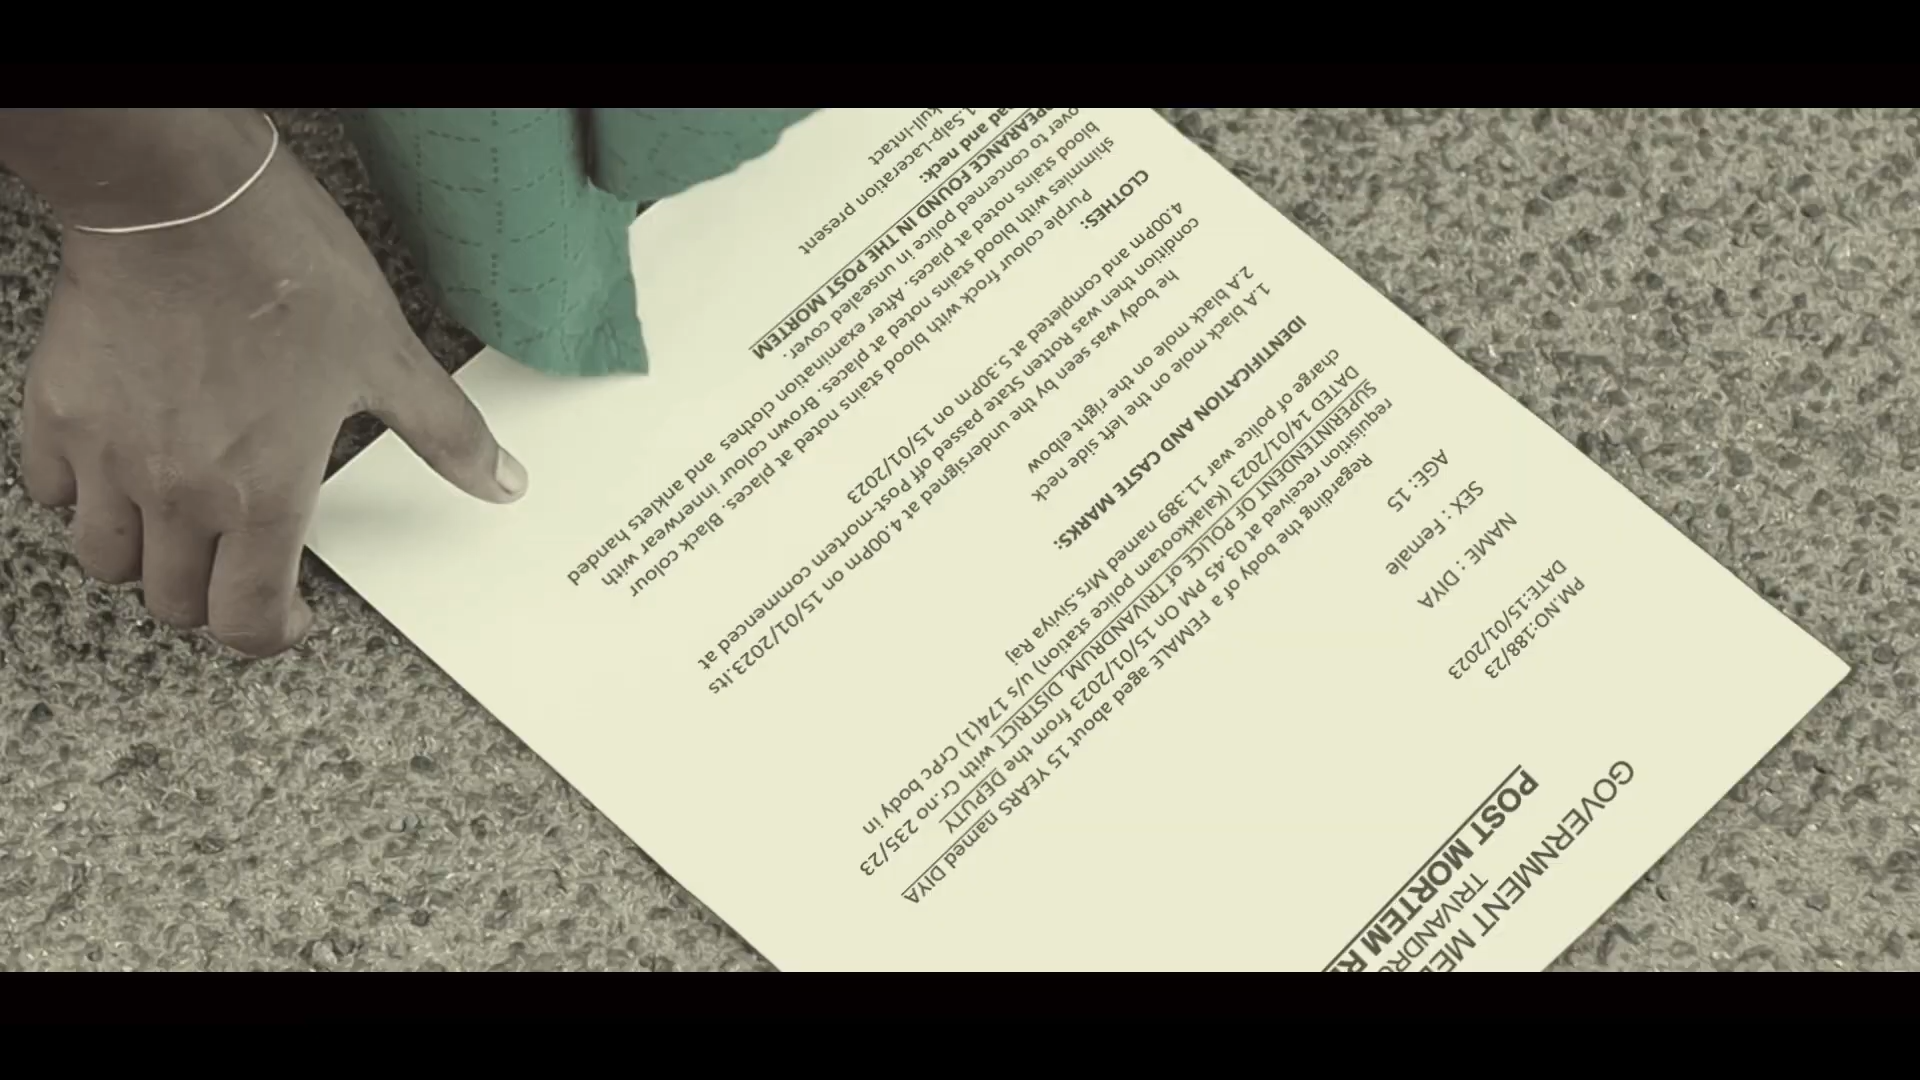 GOVERNMENT ME
TRIVANDR
POST MORTEM R
PM.NO:188/23
DATE:15/01/2023
NAME : DIYA
SEX : Female
AGE: 15
Regarding the body of a FEMALE aged about 15 YEARS named DIYA
requisition received at 03.45 PM On 15/01/2023 from the DEPUTY
SUPERINTENDENT OF POLICE of TRIVANDRUM, DISTRICT with Cr.no 235/23
DATED 14/01/2023 (Kalakkootam police station) u/s 174(1) CrPc body in
charge of police war 11.389 named Mrs.Siviya Raj
IDENTIFICATION AND CASTE MARKS:
1.A black mole on the left side neck
2.A black mole on the right elbow
he body was seen by the undersigned at 4.00Pm on 15/01/2023.Its
condition then was Rotten State passed off Post-mortem commenced at
4.00Pm and completed at 5.30Pm on 15/01/2023
CLOTHES:
Purple colour frock with blood stains noted at places. Black colour
shimmies with blood stains noted at places. Brown colour innerwear with
blood stains noted at places. After examination clothes and anklets handed
over to concerned police in unsealed cover.
PEARANCE FOUND IN THE POST MORTEM
ad and neck:
1.Salp-Laceration present
kull-Intact